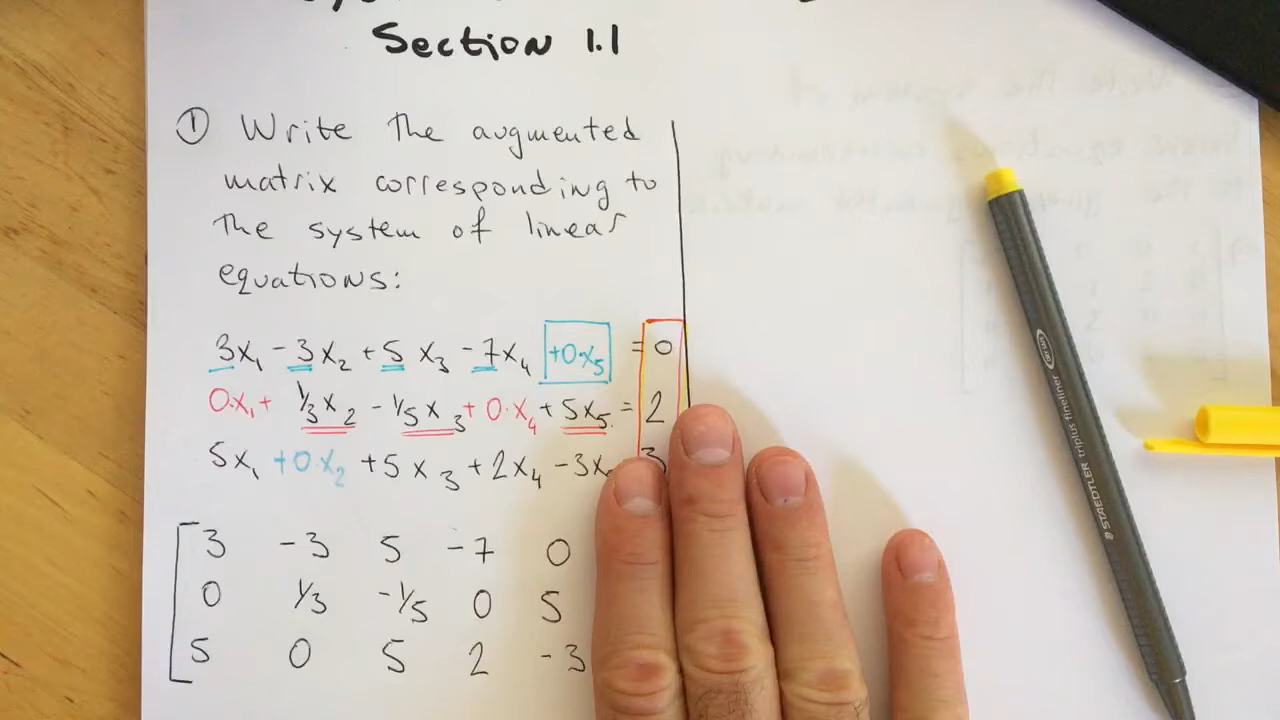 Section 1.1
① Write the augmented
matrix corresponding to
the system of linear
equations:
3x₁ - 3x₂ + 5x₃ - 7x₄ +0·x₅ = 0
0·x₁ + 1/3x₂ - 1/5x₃ + 0·x₄ + 5x₅ = 2
5x₁ +0·x₂ +5x₃ +2x₄ -3x₅ 3
3 -3 5 -7 0
0 1/3 -1/5 0 5
5 0 5 2 -3
STAEDTLER triplus fineliner